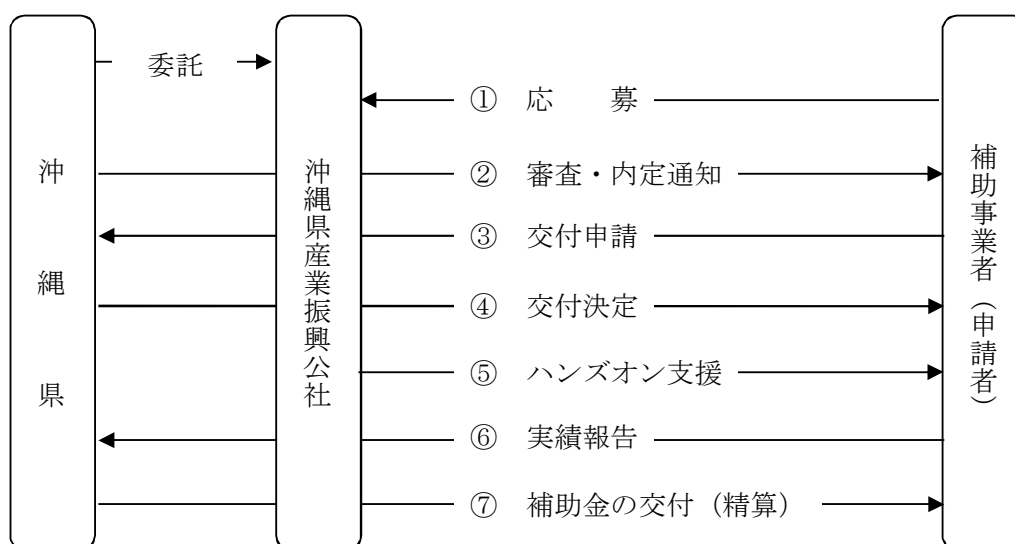 委託
沖縄県
沖縄県産業振興公社
① 応　募
② 審査・内定通知
③ 交付申請
④ 交付決定
⑤ ハンズオン支援
⑥ 実績報告
⑦ 補助金の交付（精算）
補助事業者（申請者）